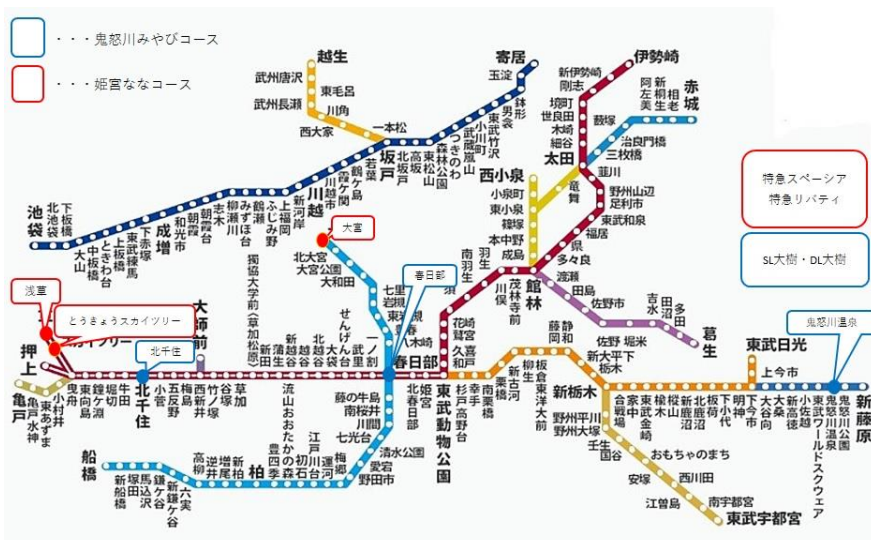 ・・・鬼怒川みやびコース
・・・姫宮ななコース
特急スペーシア
特急リバティ
SL大樹・DL大樹
大宮
春日部
浅草
とうきょうスカイツリー
北千住
鬼怒川温泉
越生
武州唐沢
東毛呂
武州長瀬
川角
西大家
一本松
坂戸
寄居
玉淀
鉢形
男衾
東武竹沢
小川町
武蔵嵐山
つきのわ
森林公園
東松山
高坂
北坂戸
若葉
鶴ヶ島
霞ヶ関
川越市
川越
新河岸
上福岡
ふじみ野
鶴瀬
みずほ台
柳瀬川
志木
朝霞台
朝霞
和光市
成増
下赤塚
東武練馬
上板橋
ときわ台
中板橋
大山
下板橋
北池袋
池袋
伊勢崎
新伊勢崎
剛志
境町
世良田
木崎
細谷
太田
赤城
相老
新桐生
阿左美
藪塚
治良門橋
三枚橋
韮川
野州山辺
足利市
東武和泉
福居
県
多々良
竜舞
西小泉
小泉町
東小泉
篠塚
本中野
成島
館林
渡瀬
田島
佐野市
佐野
堀米
吉水
田沼
多田
葛生
茂林寺前
川俣
羽生
南羽生
花崎
鷲宮
久喜
和戸
北大宮
大宮公園
大和田
七里
岩槻
東岩槻
豊春
八木崎
春日部
藤の牛島
南桜井
川間
七光台
清水公園
愛宕
野田市
梅郷
運河
江戸川台
初石
流山おおたかの森
豊四季
柏
新柏
増尾
逆井
高柳
六実
新鎌ケ谷
鎌ケ谷
馬込沢
塚田
新船橋
船橋
押上
曳舟
東向島
鐘ヶ淵
堀切
牛田
北千住
小菅
五反野
梅島
西新井
大師前
竹ノ塚
谷塚
草加
獨協大学前(草加松原)
新田
蒲生
新越谷
越谷
北越谷
大袋
せんげん台
武里
一ノ割
北春日部
姫宮
東武動物公園
亀戸
亀戸水神
東あずま
小村井
杉戸高野台
幸手
南栗橋
栗橋
新古河
柳生
板倉東洋大前
藤岡
静和
新大平下
栃木
新栃木
合戦場
家中
東武金崎
楡木
樅山
新鹿沼
北鹿沼
板荷
下小代
明神
下今市
東武日光
上今市
大谷向
大桑
新高徳
小佐越
東武ワールドスクウェア
鬼怒川温泉
鬼怒川公園
新藤原
野州平川
野州大塚
壬生
国谷
おもちゃのまち
安塚
西川田
江曽島
南宇都宮
東武宇都宮